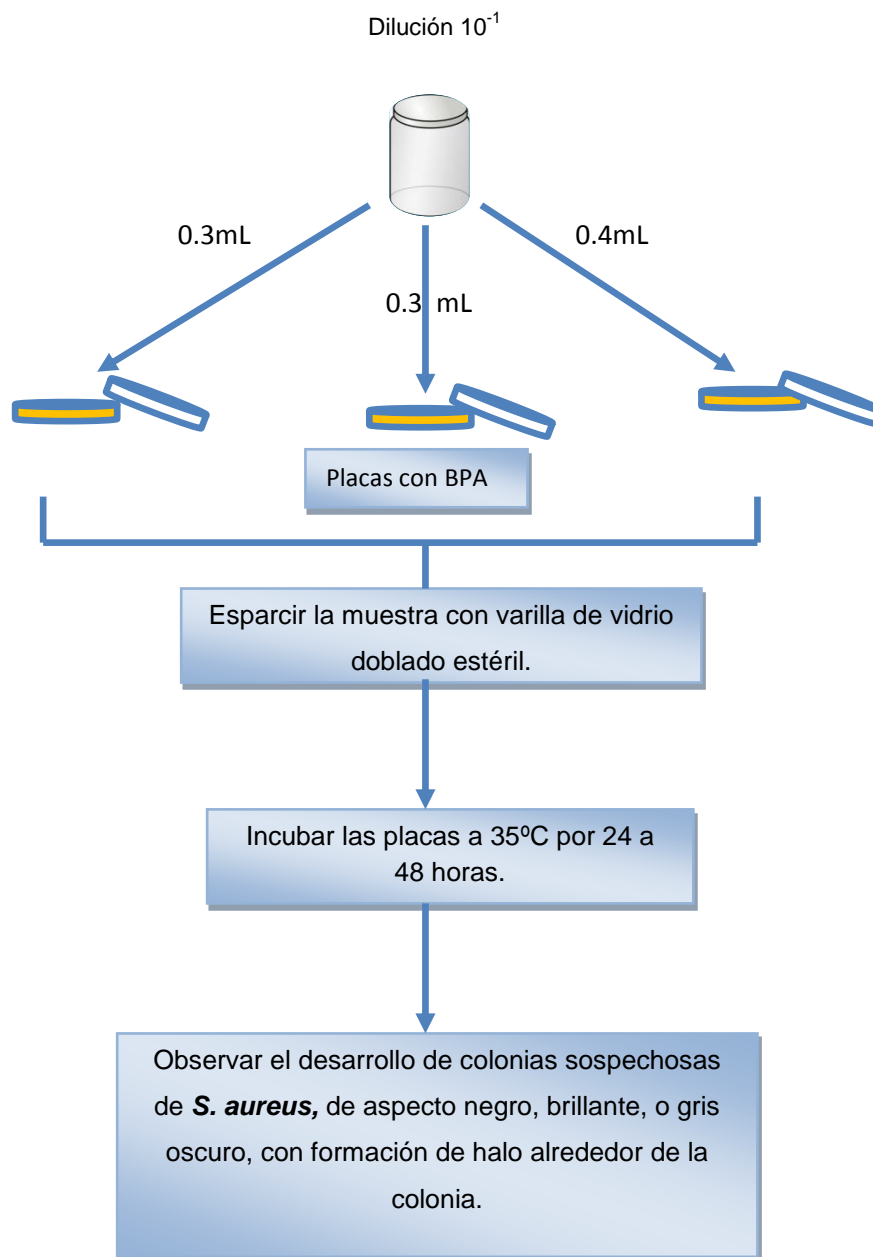 Dilución 10⁻¹
0.3mL
0.4mL
0.3 mL
Placas con BPA
Esparcir la muestra con varilla de vidrio
doblado estéril.
Incubar las placas a 35ºC por 24 a
48 horas.
Observar el desarrollo de colonias sospechosas
de S. aureus, de aspecto negro, brillante, o gris
oscuro, con formación de halo alrededor de la
colonia.